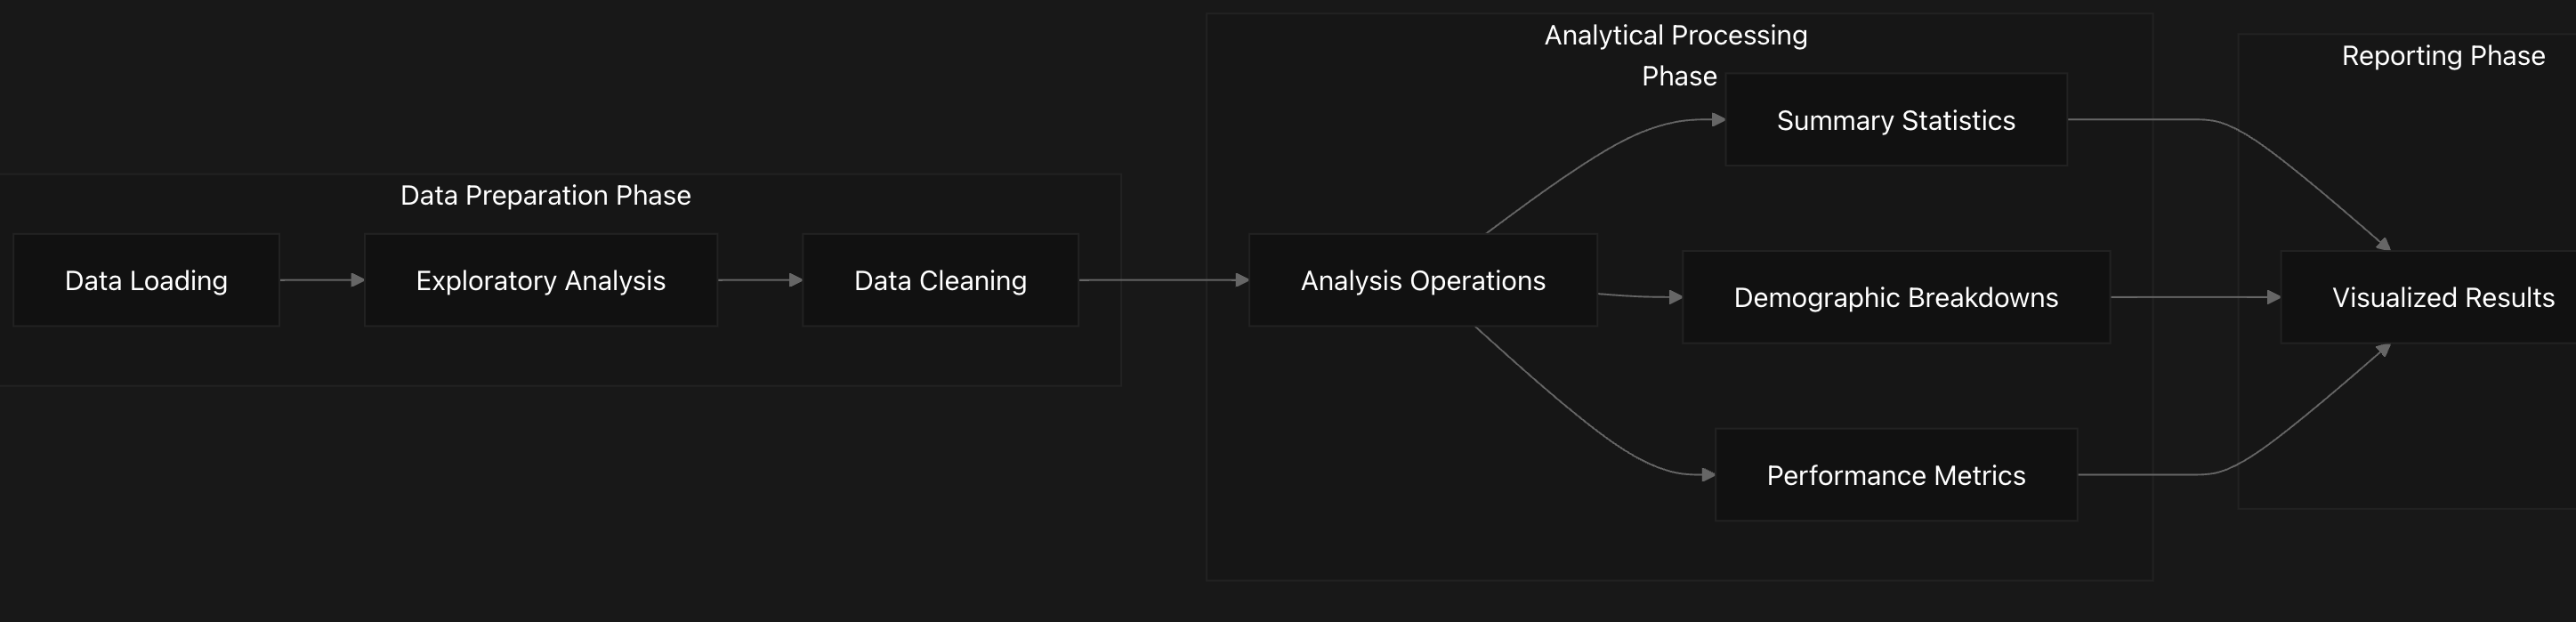 Data Preparation Phase
Data Loading
Exploratory Analysis
Data Cleaning
Analytical Processing
Phase
Analysis Operations
Summary Statistics
Demographic Breakdowns
Performance Metrics
Reporting Phase
Visualized Results